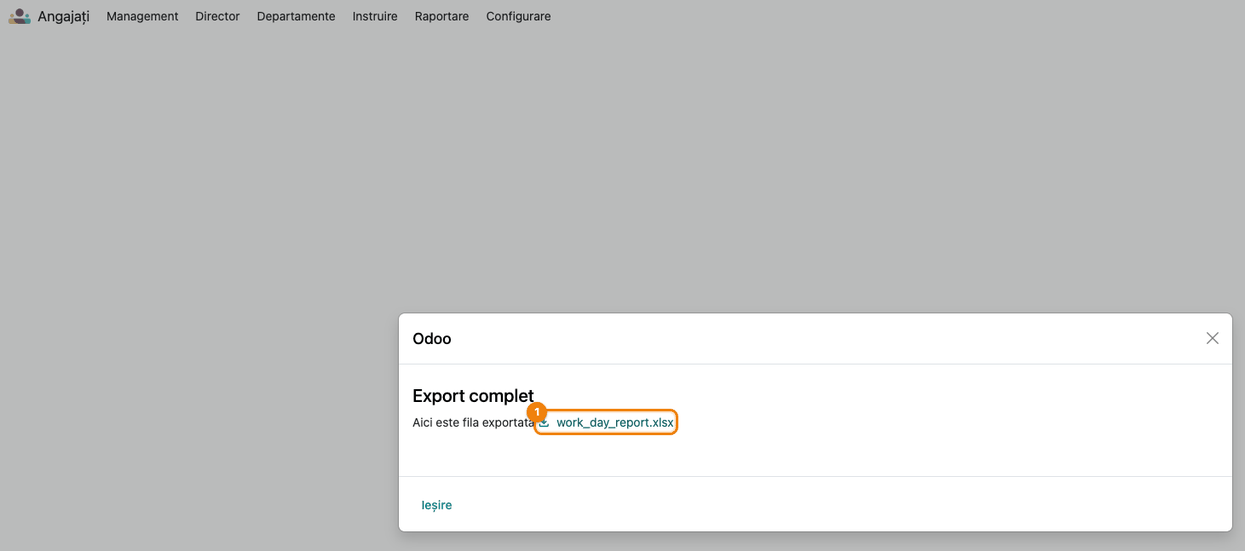 Angajați Management Director Departamente Instruire Raportare Configurare
Odoo
Export complet
1
Aici este fila exportata work_day_report.xlsx
Ieșire